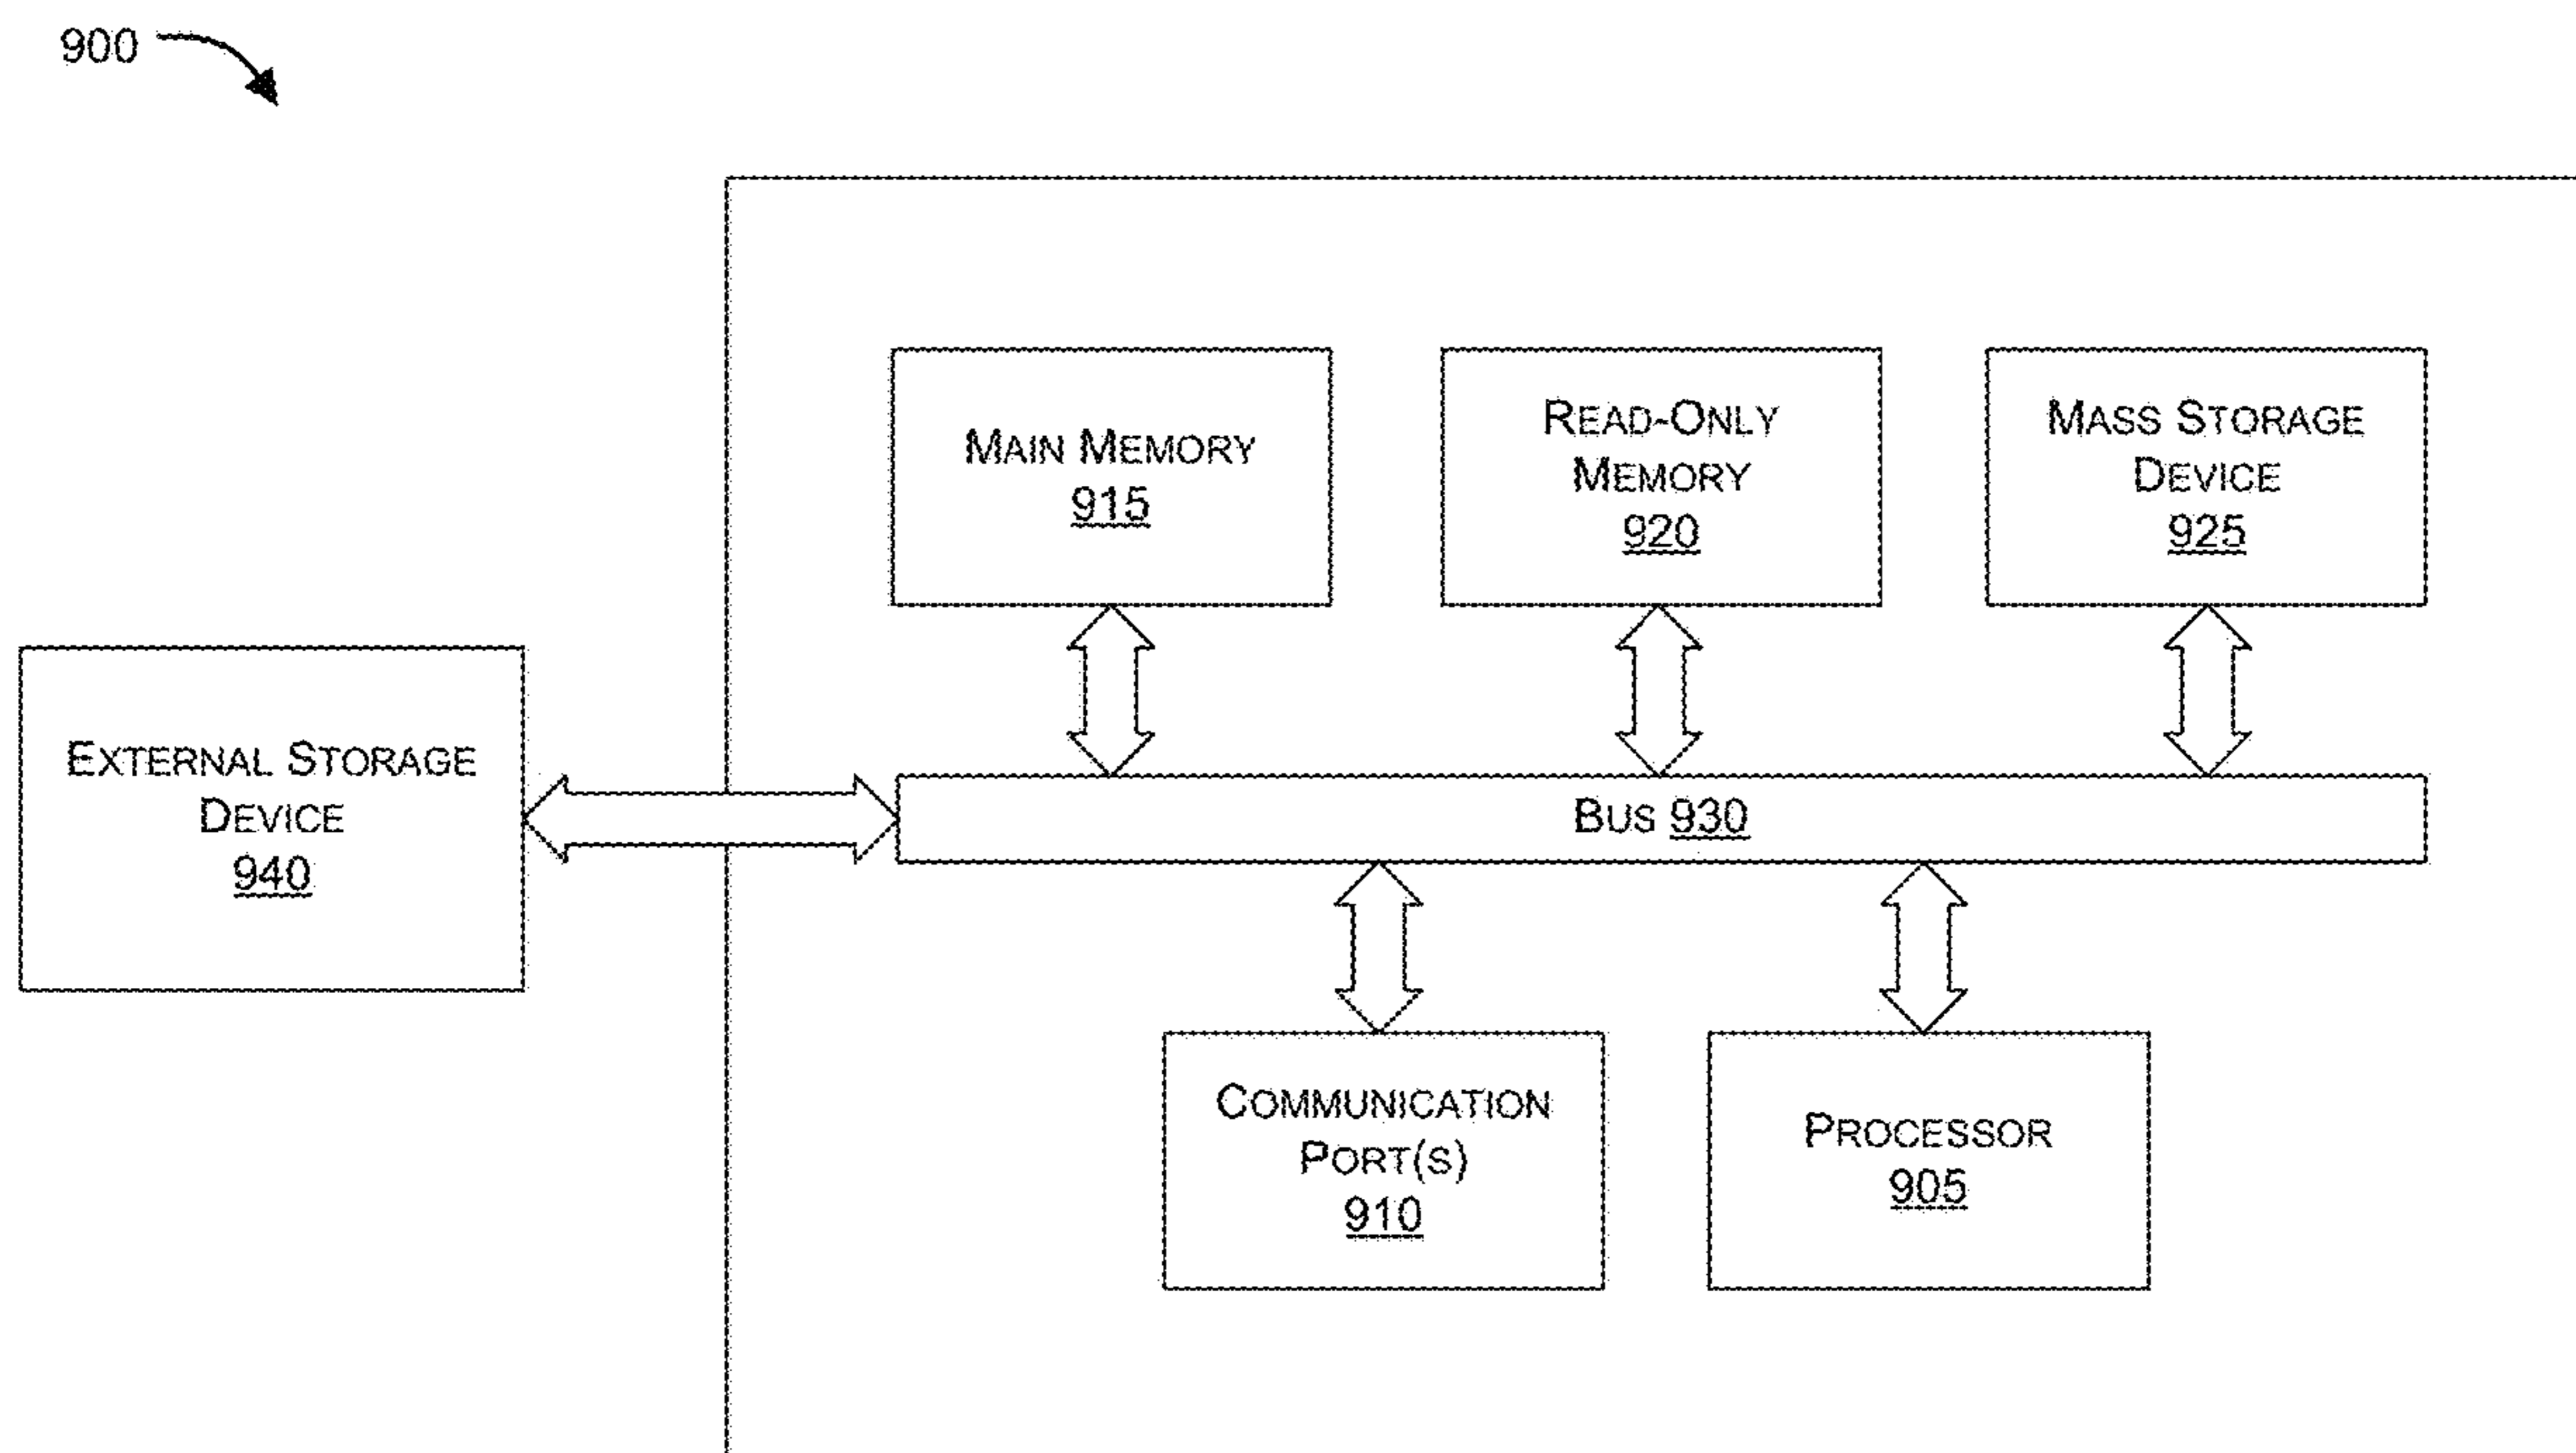 900
MAIN MEMORY
915
READ-ONLY
MEMORY
920
MASS STORAGE
DEVICE
925
EXTERNAL STORAGE
DEVICE
940
BUS 930
COMMUNICATION
PORT(S)
910
PROCESSOR
905